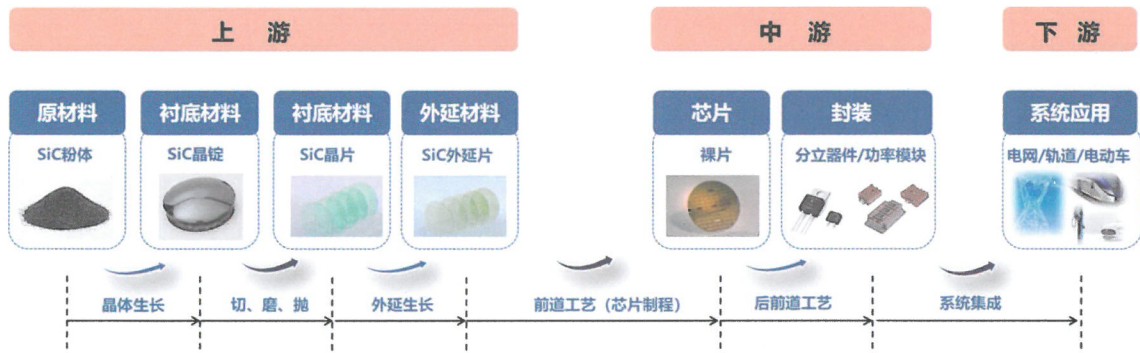 上 游
中 游
下 游
原材料
衬底材料
衬底材料
外延材料
芯片
封装
系统应用
SiC粉体
SiC晶锭
SiC晶片
SiC外延片
裸片
分立器件/功率模块
电网/轨道/电动车
晶体生长
切、磨、抛
外延生长
前道工艺（芯片制程）
后前道工艺
系统集成